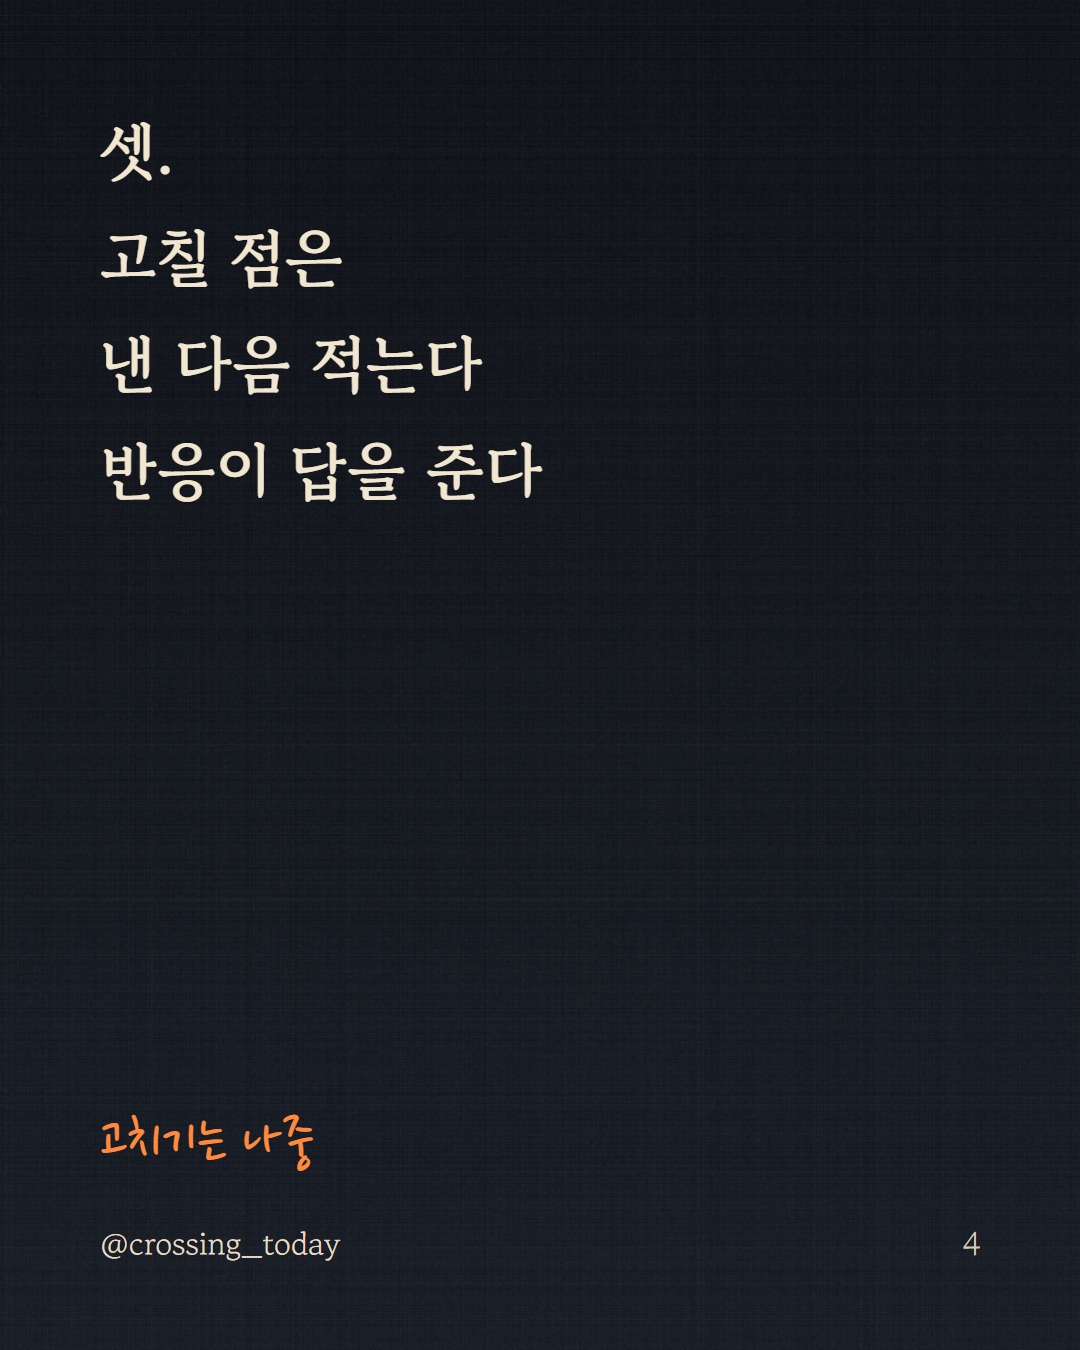 셋.
고칠 점은
낸 다음 적는다
반응이 답을 준다
고치기는 나중
@crossing_today
4